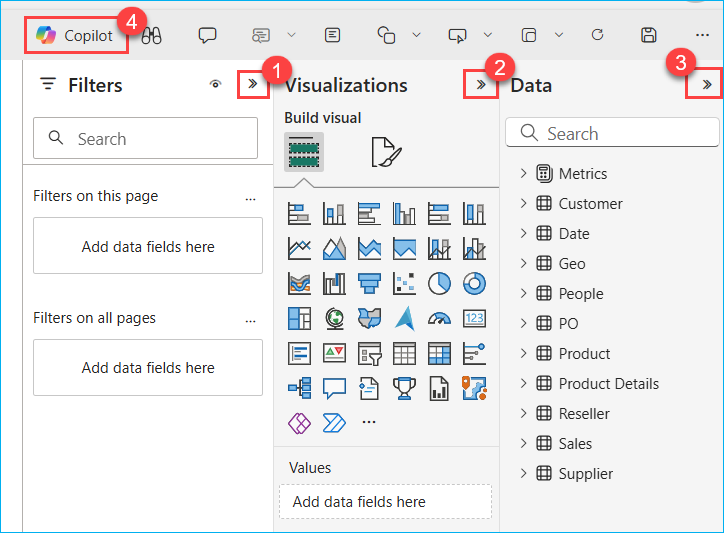 4
Copilot
1
2
3
Filters
Visualizations
Data
Build visual
Search
Search
Filters on this page
...
Add data fields here
Filters on all pages
...
Add data fields here
123
...
Values
Add data fields here
Metrics
Customer
Date
Geo
People
PO
Product
Product Details
Reseller
Sales
Supplier